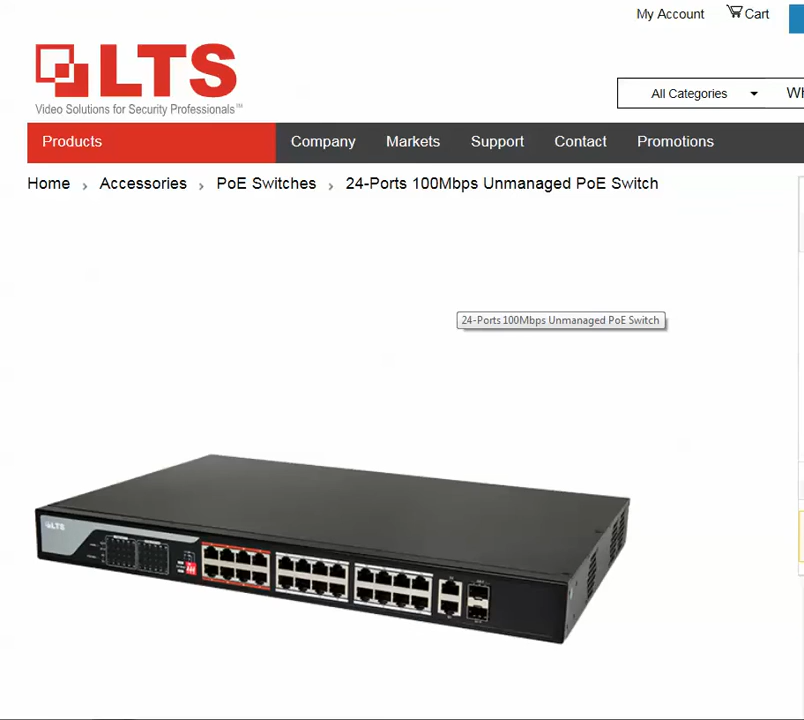 My Account
Cart
LTS
Video Solutions for Security Professionals™
All Categories
Wh
Products
Company
Markets
Support
Contact
Promotions
Home › Accessories › PoE Switches › 24-Ports 100Mbps Unmanaged PoE Switch
24-Ports 100Mbps Unmanaged PoE Switch
LTS